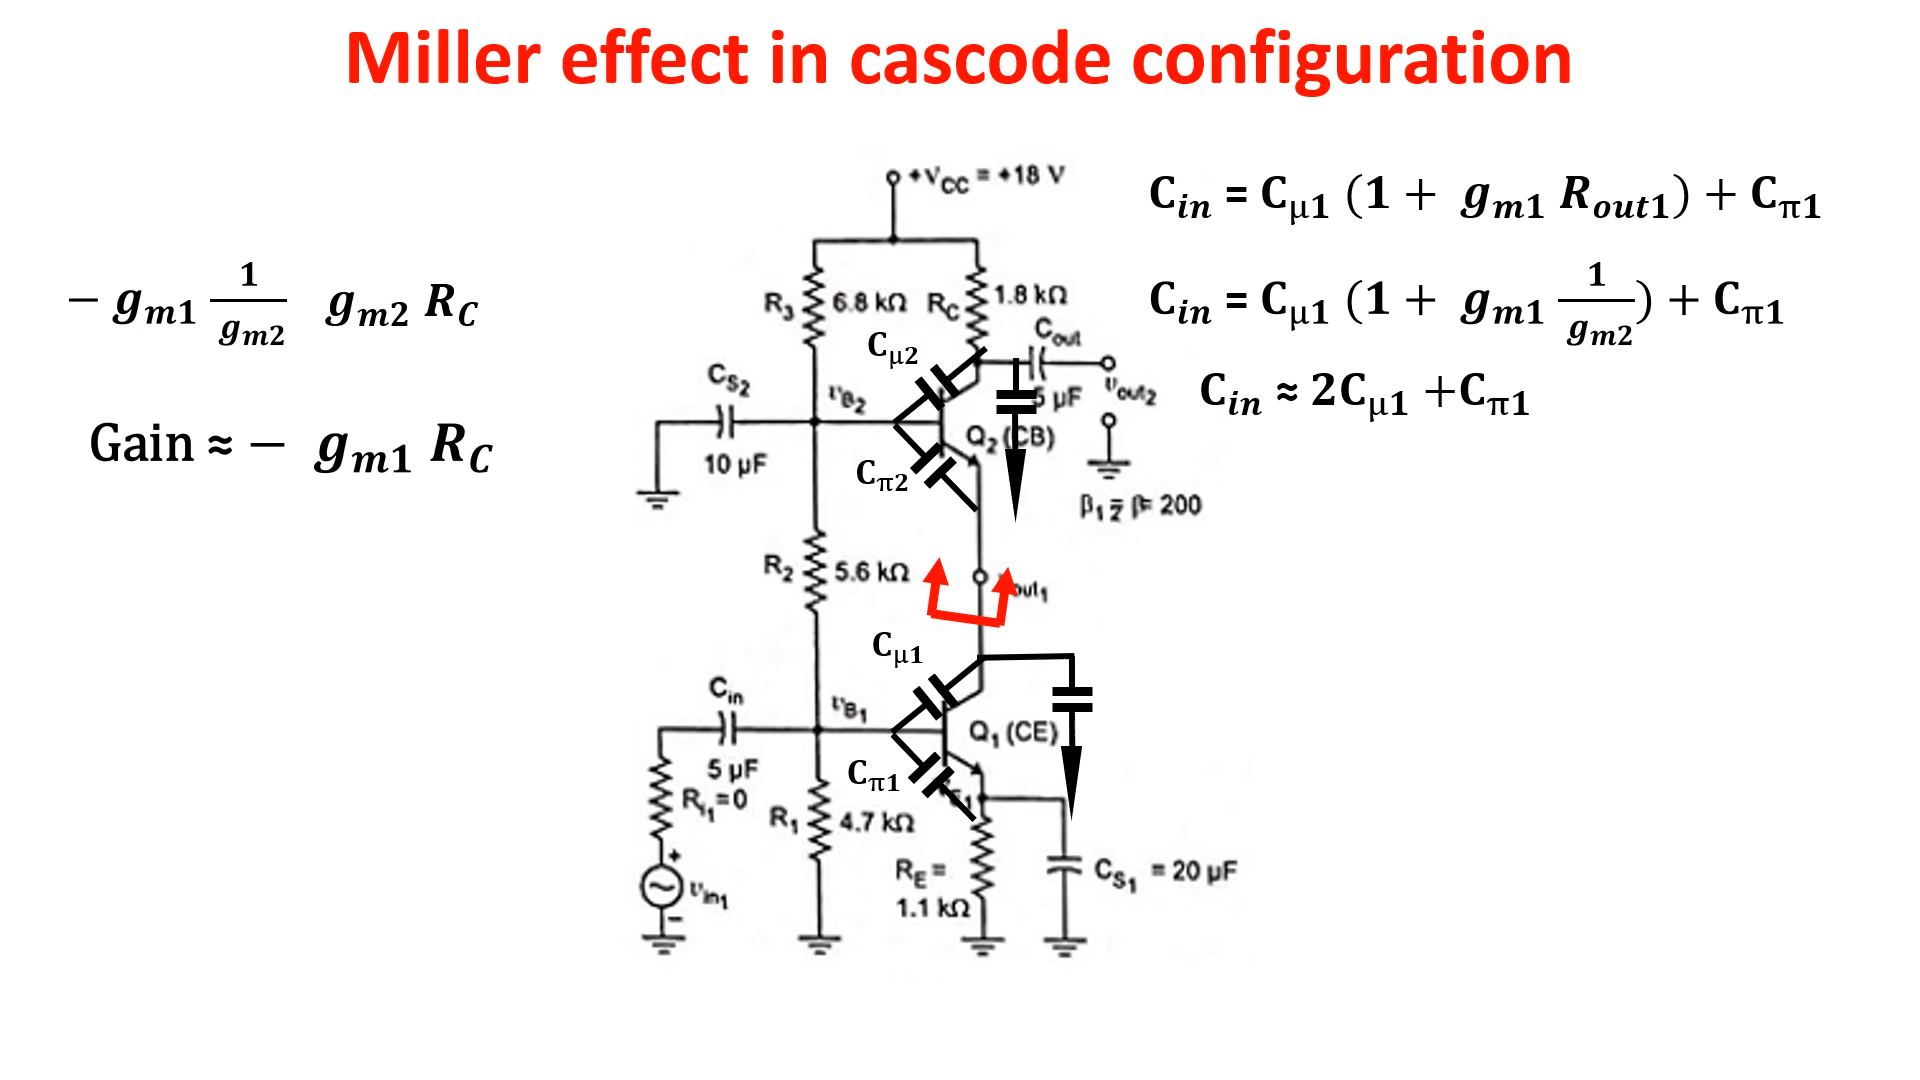 Miller effect in cascode configuration
− g_m1 1/g_m2 g_m2 R_C
Gain ≈ − g_m1 R_C
C_in = C_μ1 (1 + g_m1 R_out1) + C_π1
C_in = C_μ1 (1 + g_m1 1/g_m2) + C_π1
C_in ≈ 2C_μ1 +C_π1
+V_CC = +18 V
R_3 6.8 kΩ R_C 1.8 kΩ
C_out
C_μ2
5 μF
v_out2
C_S2
10 μF
v_B2
Q_2 (CB)
C_π2
= 200
R_2 5.6 kΩ
out_1
C_μ1
C_in
5 μF
v_B1
Q_1 (CE)
C_π1
R_i1 = 0
R_1 4.7 kΩ
+
v_in1
−
R_E =
1.1 kΩ
C_S1 = 20 μF